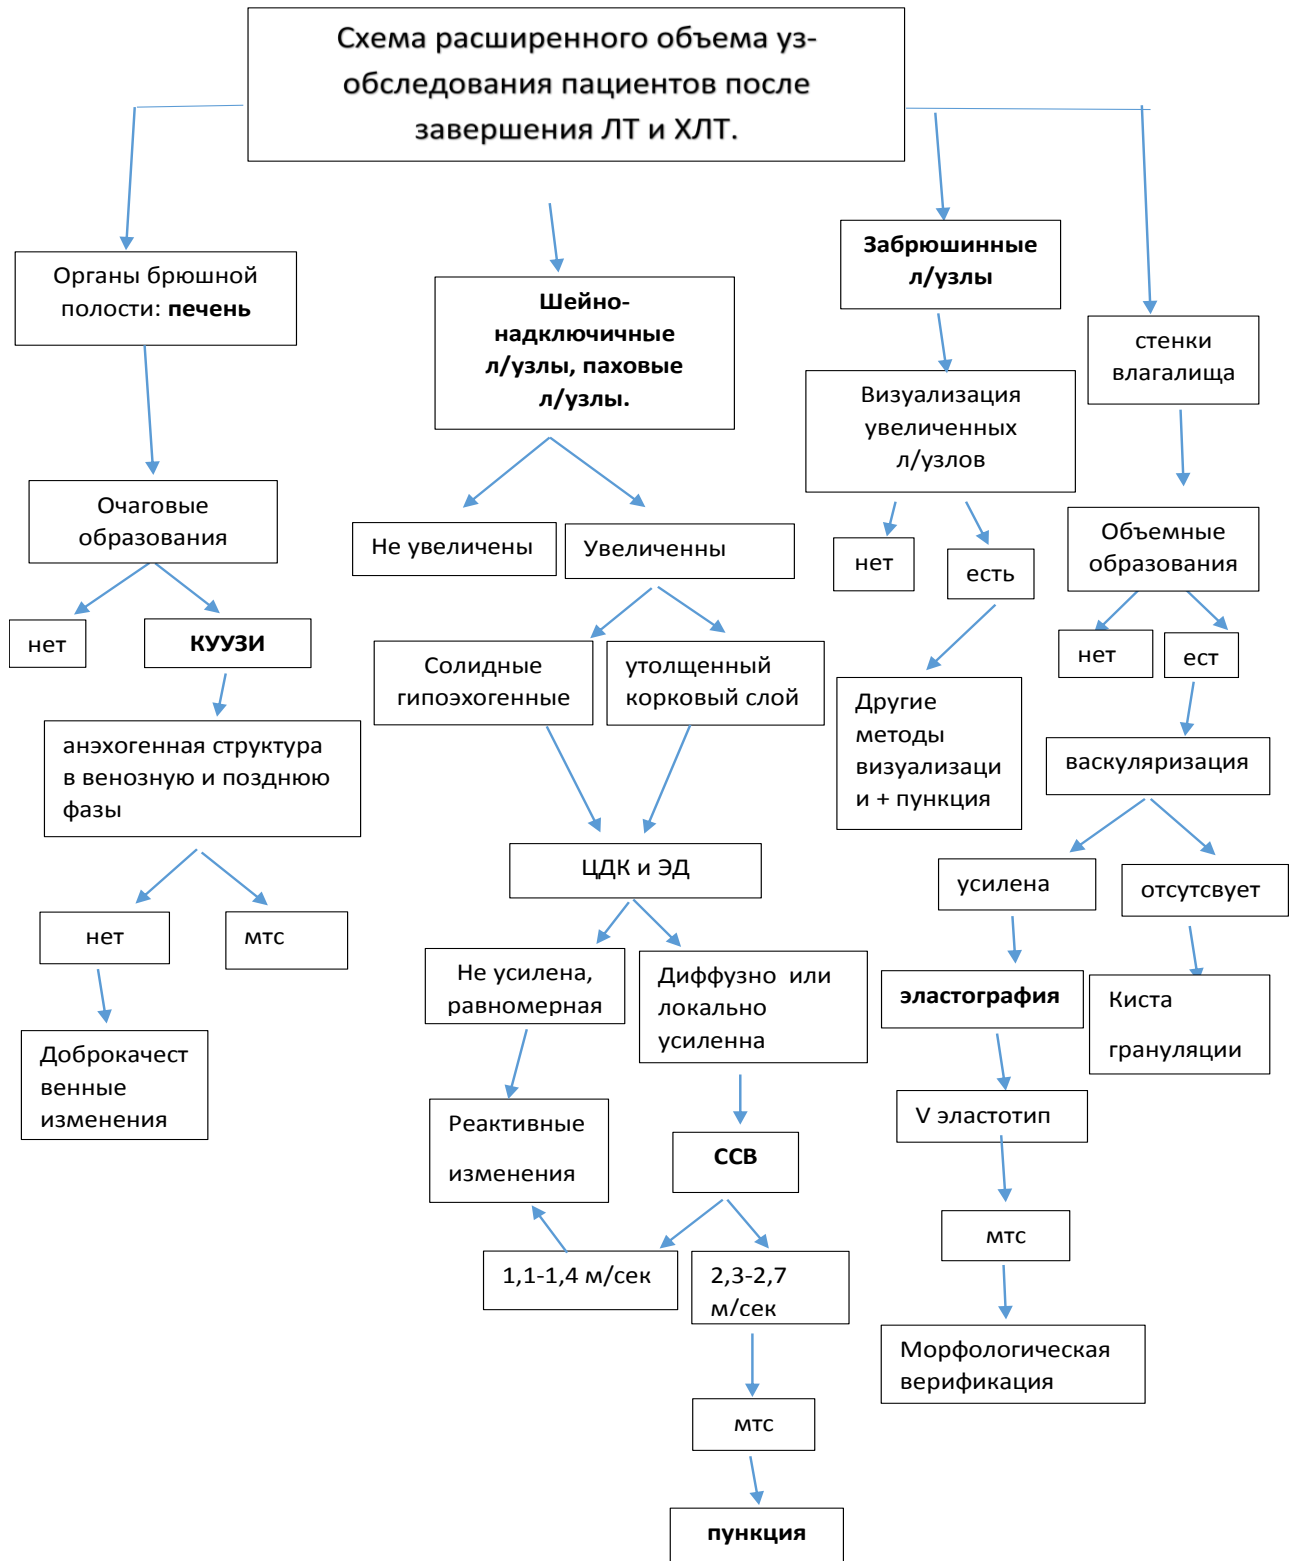 Схема расширенного объема уз-
обследования пациентов после
завершения ЛТ и ХЛТ.
Органы брюшной
полости: печень
Очаговые
образования
нет
КУУЗИ
анэхогенная структура
в венозную и позднюю
фазы
нет
мтс
Доброкачест
венные
изменения
Шейно-
надключичные
л/узлы, паховые
л/узлы.
Не увеличены
Увеличенны
Солидные
гипоэхогенные
утолщенный
корковый слой
ЦДК и ЭД
Не усилена,
равномерная
Диффузно или
локально
усиленна
Реактивные
изменения
ССВ
1,1-1,4 м/сек
2,3-2,7
м/сек
мтс
пункция
Забрюшинные
л/узлы
Визуализация
увеличенных
л/узлов
нет
есть
Другие
методы
визуализаци
и + пункция
стенки
влагалища
Объемные
образования
нет
ест
васкуляризация
усилена
отсутсвует
эластография
Киста
грануляции
V эластотип
мтс
Морфологическая
верификация